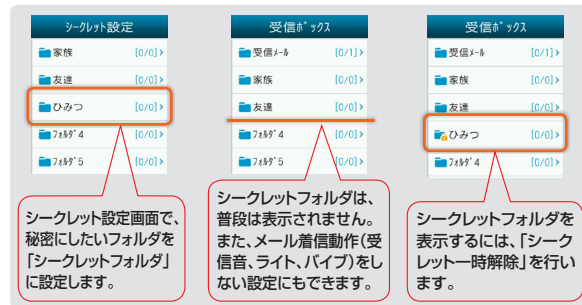 シークレット設定
家族 [0/0]
友達 [0/0]
ひみつ [0/0]
フォルダ4 [0/0]
フォルダ5 [0/0]
シークレット設定画面で、
秘密にしたいフォルダを
「シークレットフォルダ」
に設定します。
受信ボックス
受信メール [0/1]
家族 [0/0]
友達 [0/0]
フォルダ4 [0/0]
フォルダ5 [0/0]
シークレットフォルダは、
普段は表示されません。
また、メール着信動作(受
信音、ライト、バイブ)をし
ない設定にもできます。
受信ボックス
受信メール [0/1]
家族 [0/0]
友達 [0/0]
ひみつ [0/0]
フォルダ4 [0/0]
シークレットフォルダを
表示するには、「シーク
レット一時解除」を行い
ます。